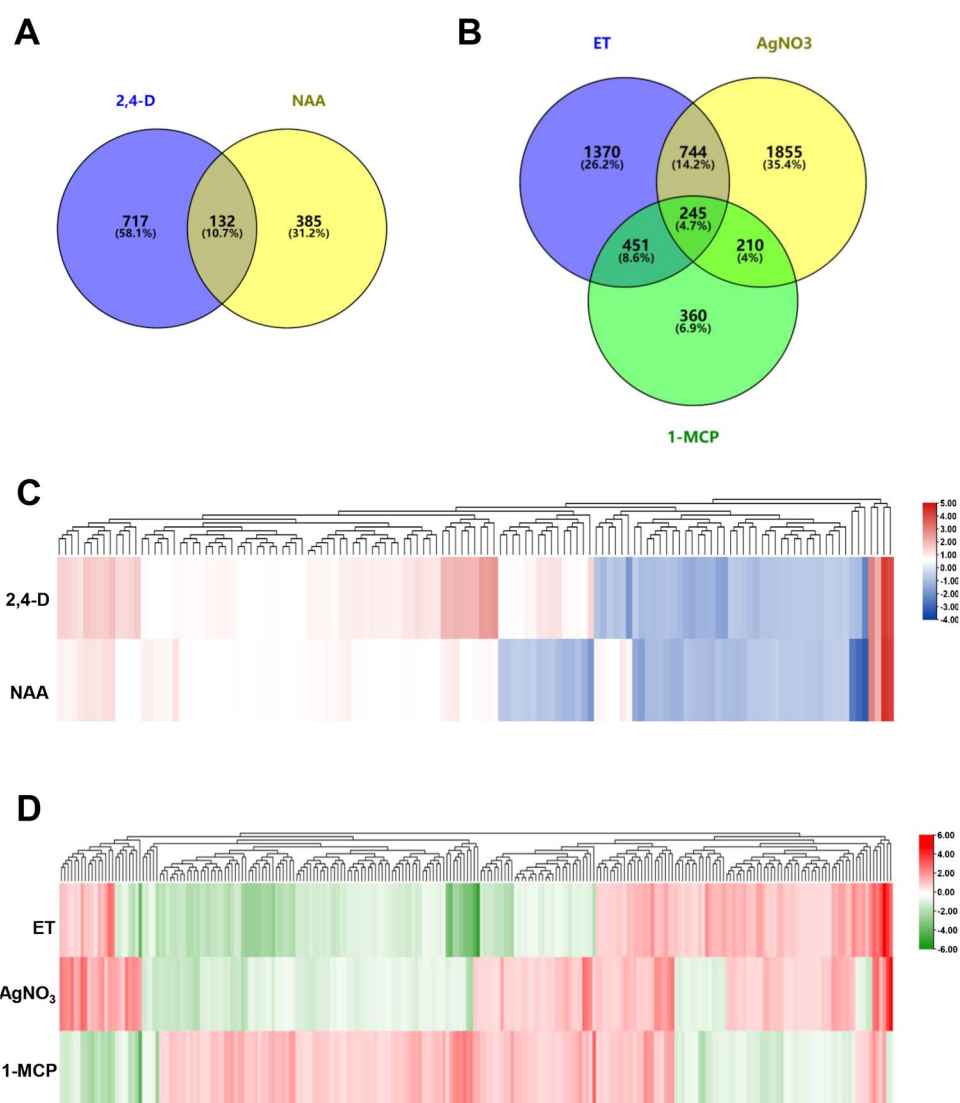 A
B
2,4-D
NAA
717
(58.1%)
132
(10.7%)
385
(31.2%)
ET
AgNO3
1370
(26.2%)
744
(14.2%)
1855
(35.4%)
245
(4.7%)
451
(8.6%)
210
(4%)
360
(6.9%)
1-MCP
C
2,4-D
NAA
5.00
4.00
3.00
2.00
1.00
0.00
-1.00
-2.00
-3.00
-4.00
D
ET
AgNO₃
1-MCP
6.00
4.00
2.00
0.00
-2.00
-4.00
-6.00